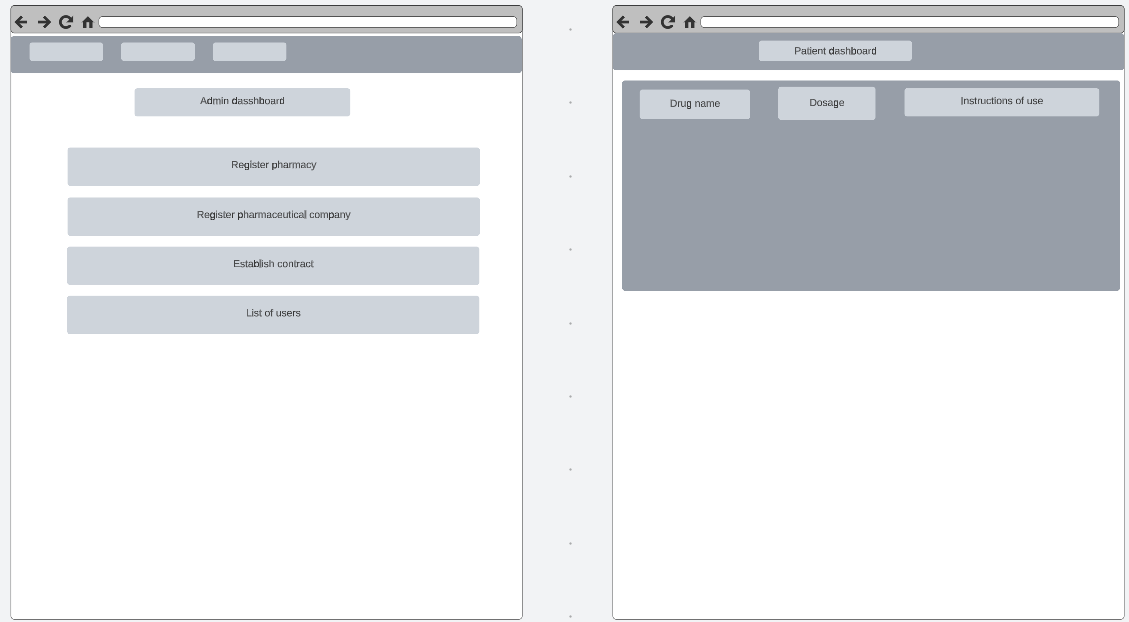 Admin dasshboard
Register pharmacy
Register pharmaceutical company
Establish contract
List of users
Patient dashboard
Drug name
Dosage
Instructions of use